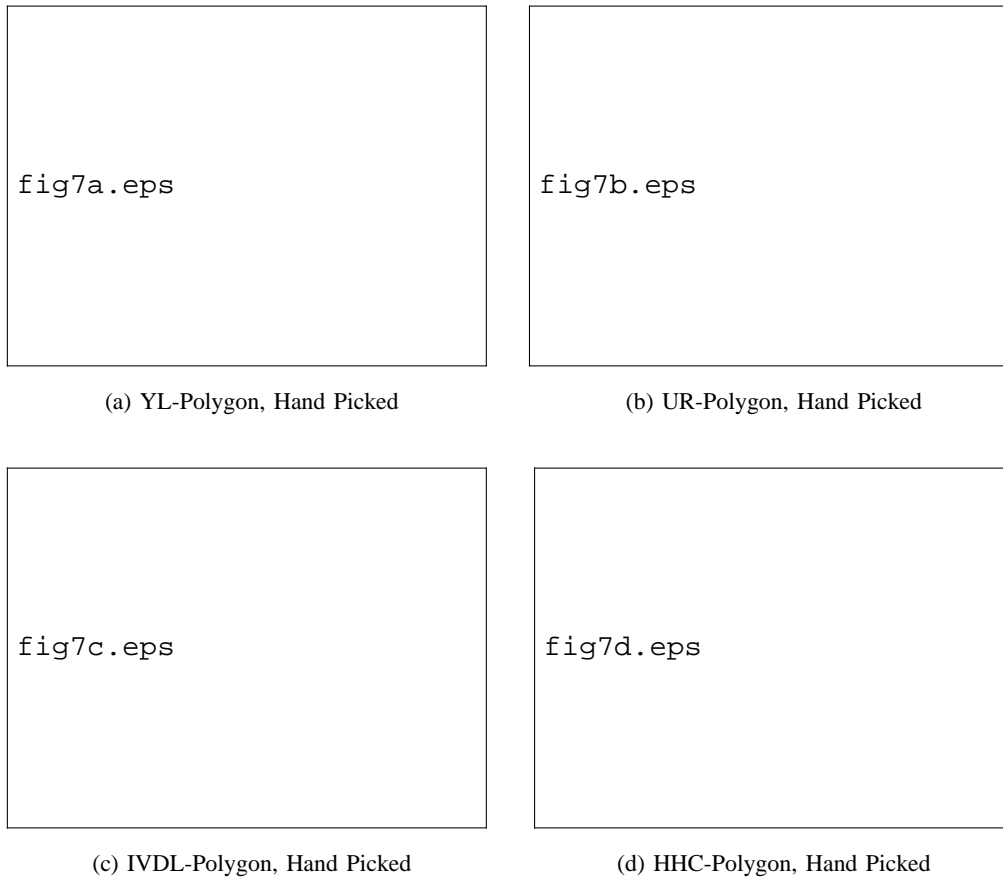 fig7a.eps
fig7b.eps
(a) YL-Polygon, Hand Picked
(b) UR-Polygon, Hand Picked
fig7c.eps
fig7d.eps
(c) IVDL-Polygon, Hand Picked
(d) HHC-Polygon, Hand Picked